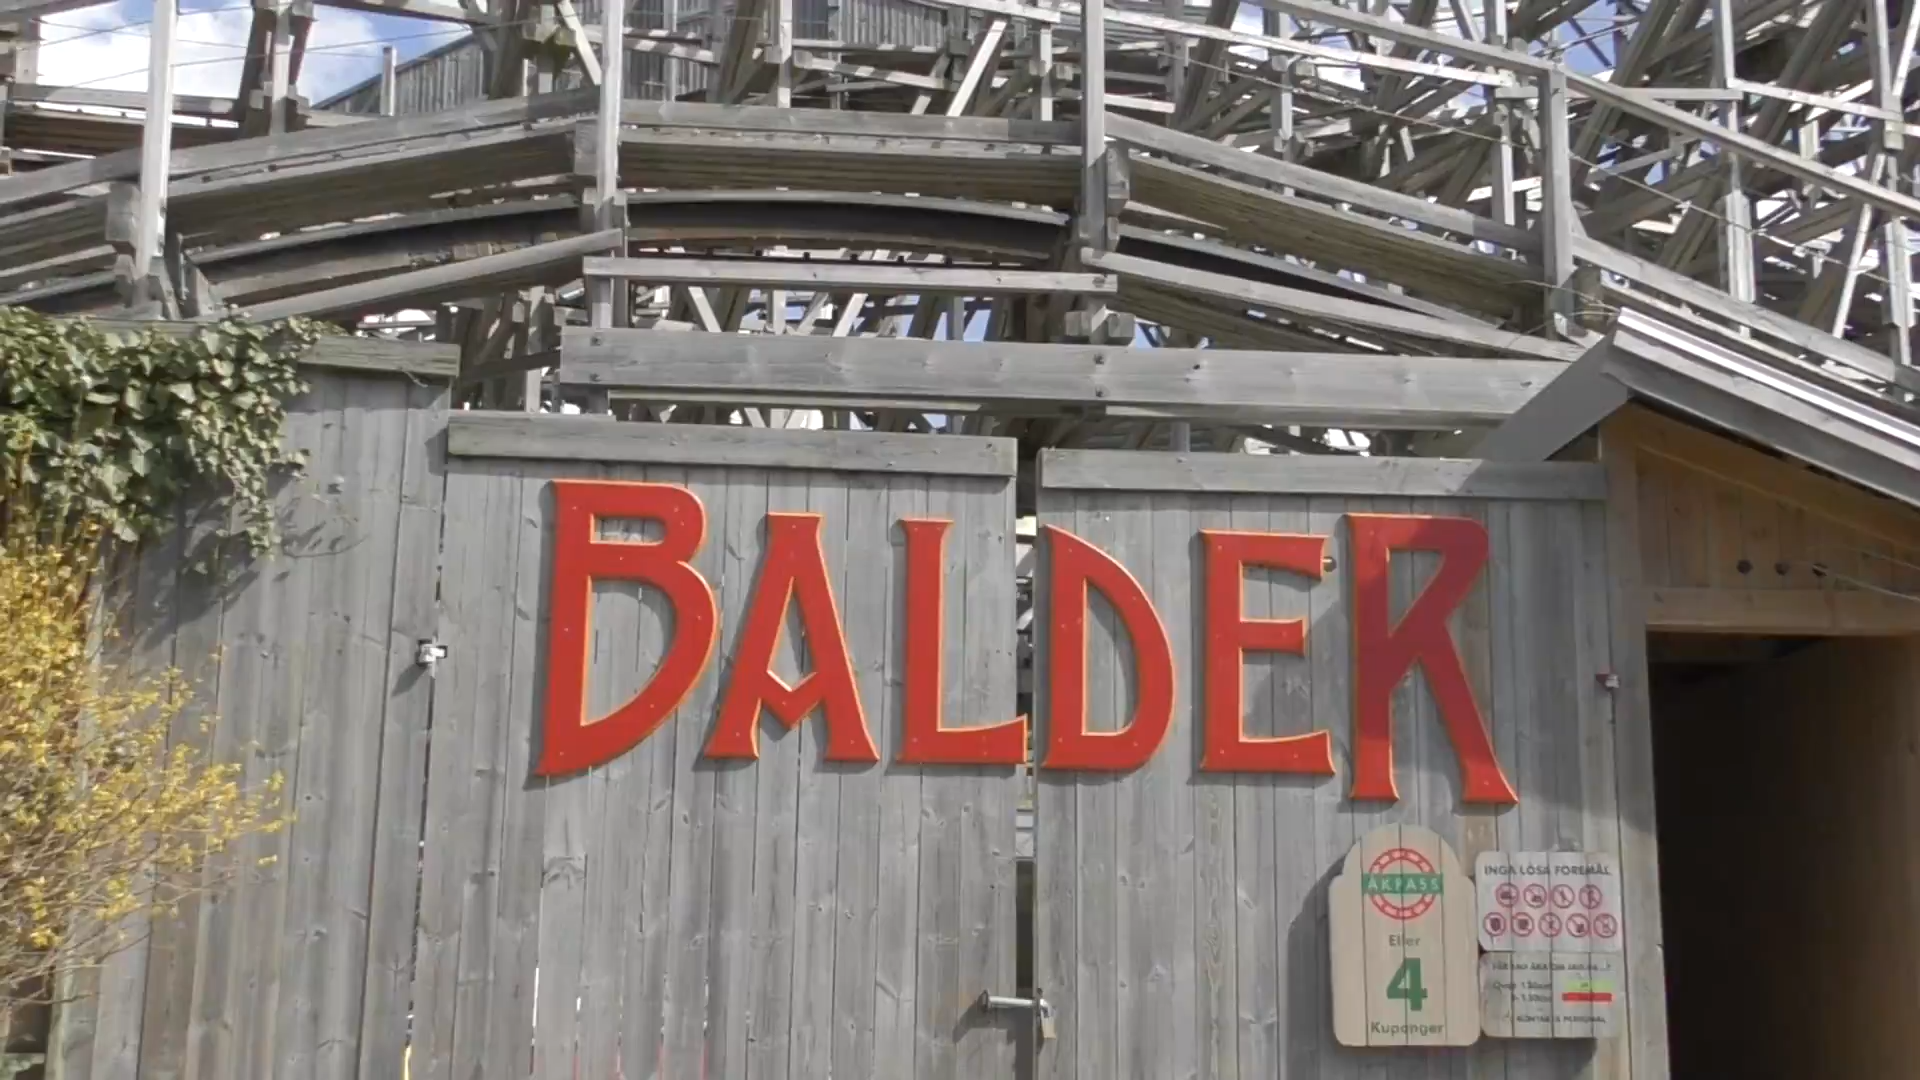 BALDER
ÅKPASS
Eller
4
Kuponger
INGA LÖSA FÖREMÅL